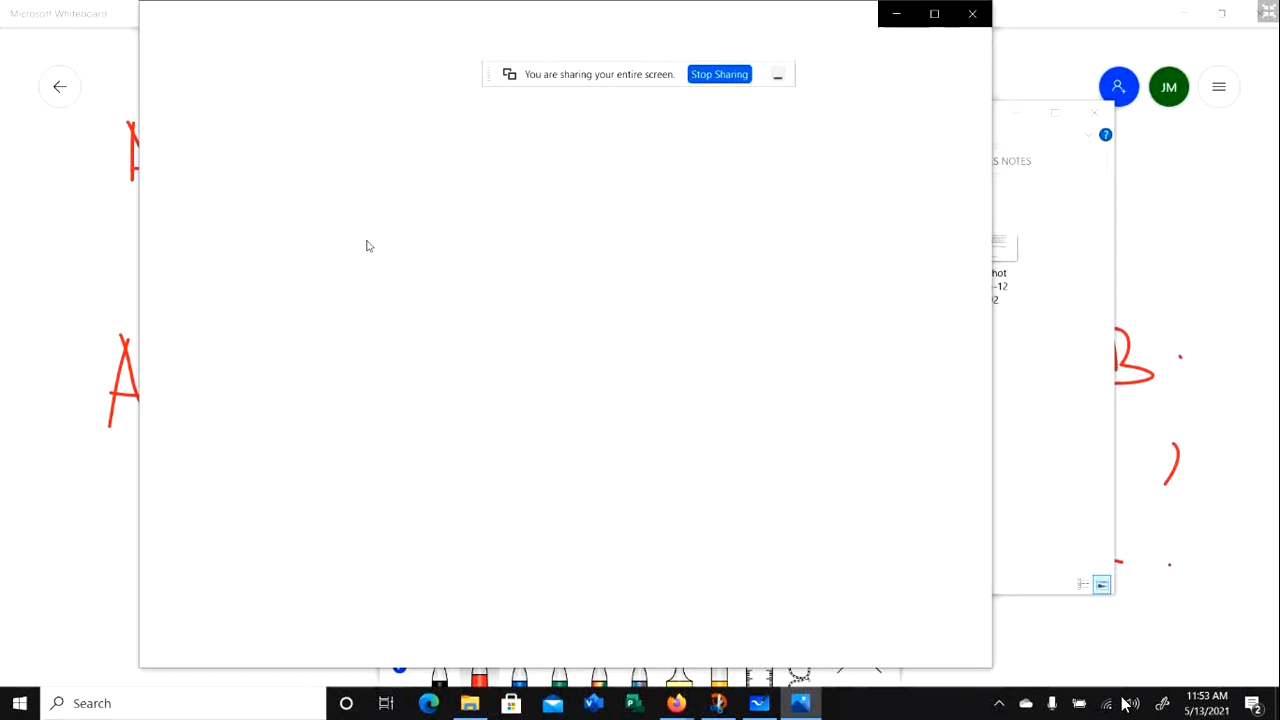 Microsoft Whiteboard
You are sharing your entire screen. Stop Sharing
JM
?
S NOTES
A
hot
-12
02
A
B .
)
Search
11:53 AM
5/13/2021
2